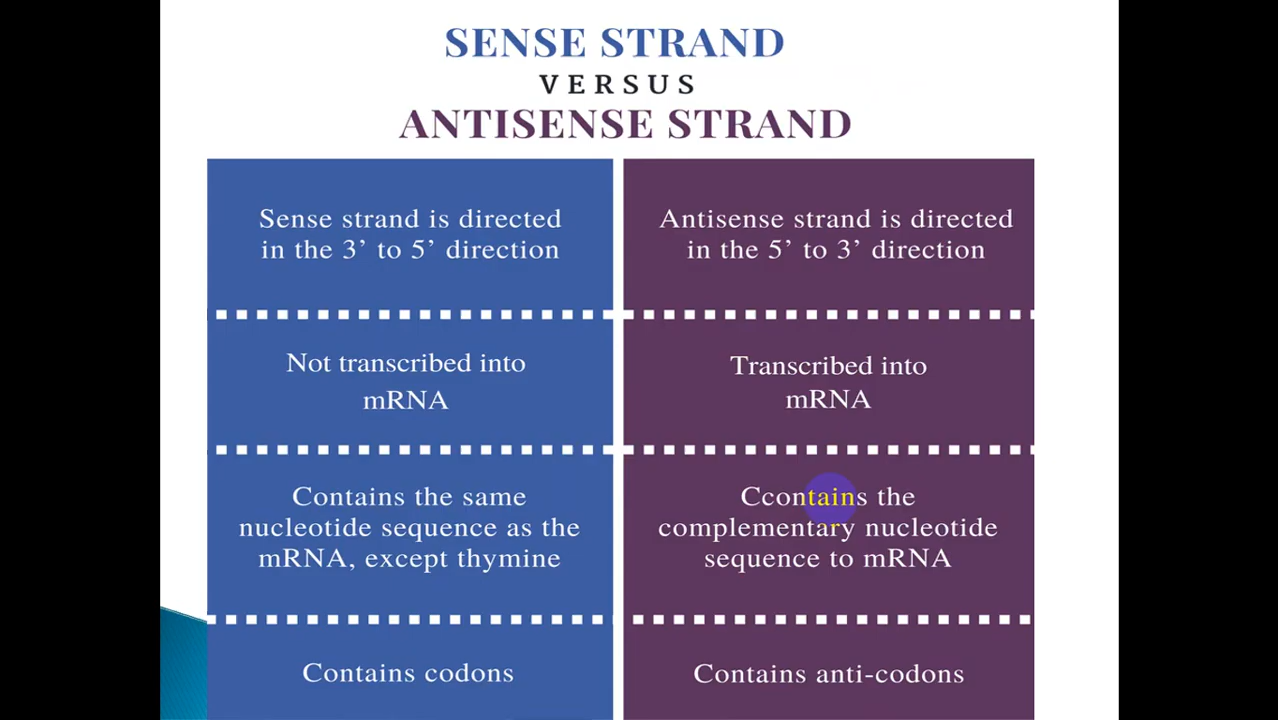 SENSE STRAND
VERSUS
ANTISENSE STRAND
Sense strand is directed
in the 3’ to 5’ direction
Antisense strand is directed
in the 5’ to 3’ direction
Not transcribed into
mRNA
Transcribed into
mRNA
Contains the same
nucleotide sequence as the
mRNA, except thymine
Ccontains the
complementary nucleotide
sequence to mRNA
Contains codons
Contains anti-codons